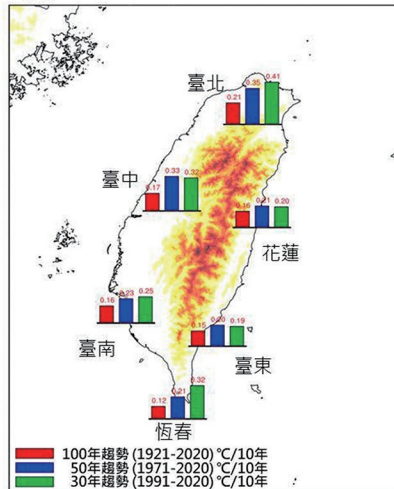 臺北
0.21 0.35 0.41
臺中
0.17 0.33 0.32
0.16 0.21 0.20
花蓮
0.16 0.23 0.25
臺南
0.15 0.20 0.19
臺東
0.12 0.21 0.32
恆春
100年趨勢(1921-2020)℃/10年
50年趨勢(1971-2020)℃/10年
30年趨勢(1991-2020)℃/10年